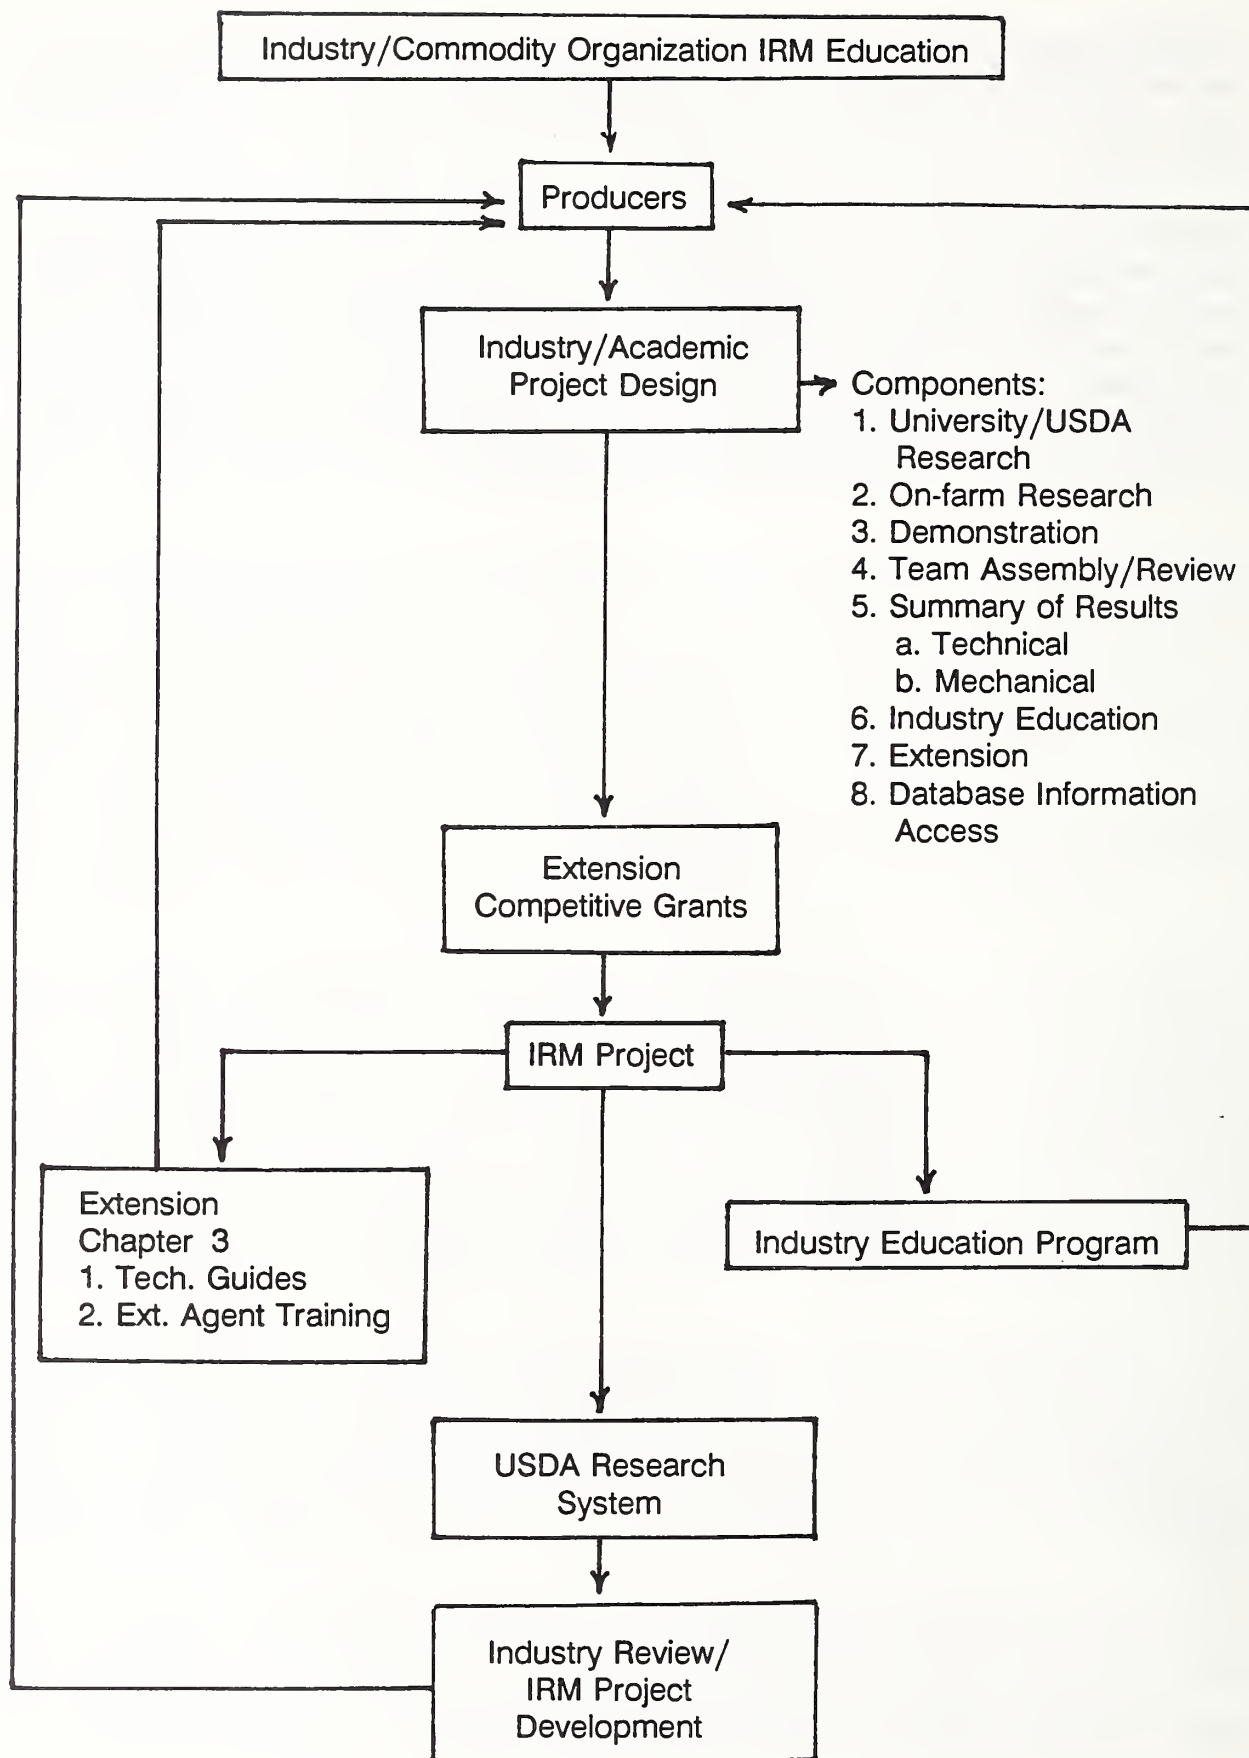 Industry/Commodity Organization IRM Education
Producers
Industry/Academic
Project Design
Components:
1. University/USDA
Research
2. On-farm Research
3. Demonstration
4. Team Assembly/Review
5. Summary of Results
a. Technical
b. Mechanical
6. Industry Education
7. Extension
8. Database Information
Access
Extension
Competitive Grants
IRM Project
Extension
Chapter 3
1. Tech. Guides
2. Ext. Agent Training
Industry Education Program
USDA Research
System
Industry Review/
IRM Project
Development